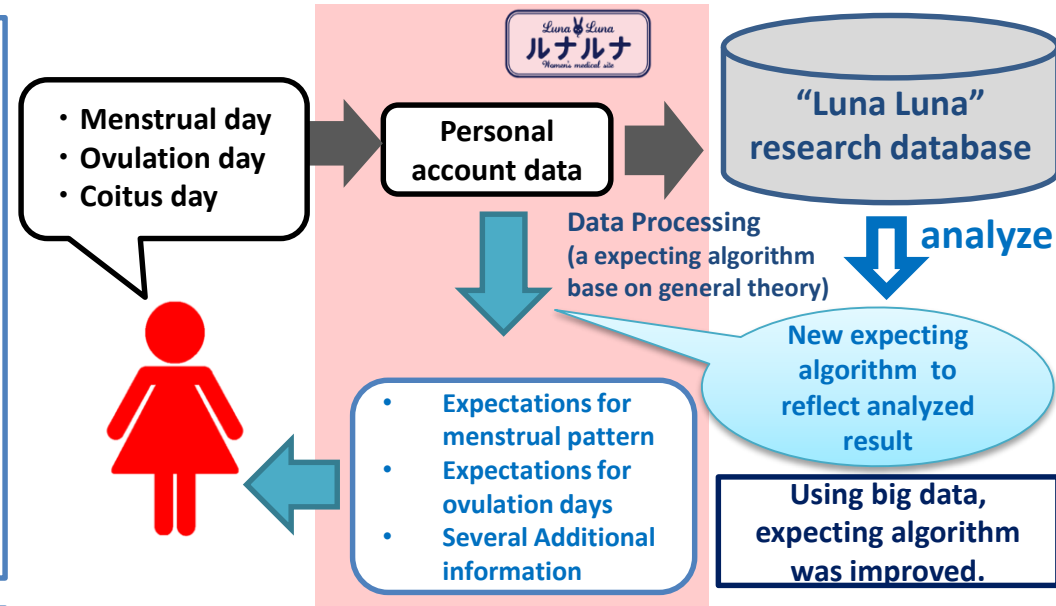 Luna Luna
ルナルナ
Women's medical site
・ Menstrual day
・ Ovulation day
・ Coitus day
Personal
account data
“Luna Luna”
research database
Data Processing
(a expecting algorithm
base on general theory)
analyze
New expecting
algorithm to
reflect analyzed
result
• Expectations for
menstrual pattern
• Expectations for
ovulation days
• Several Additional
information
Using big data,
expecting algorithm
was improved.